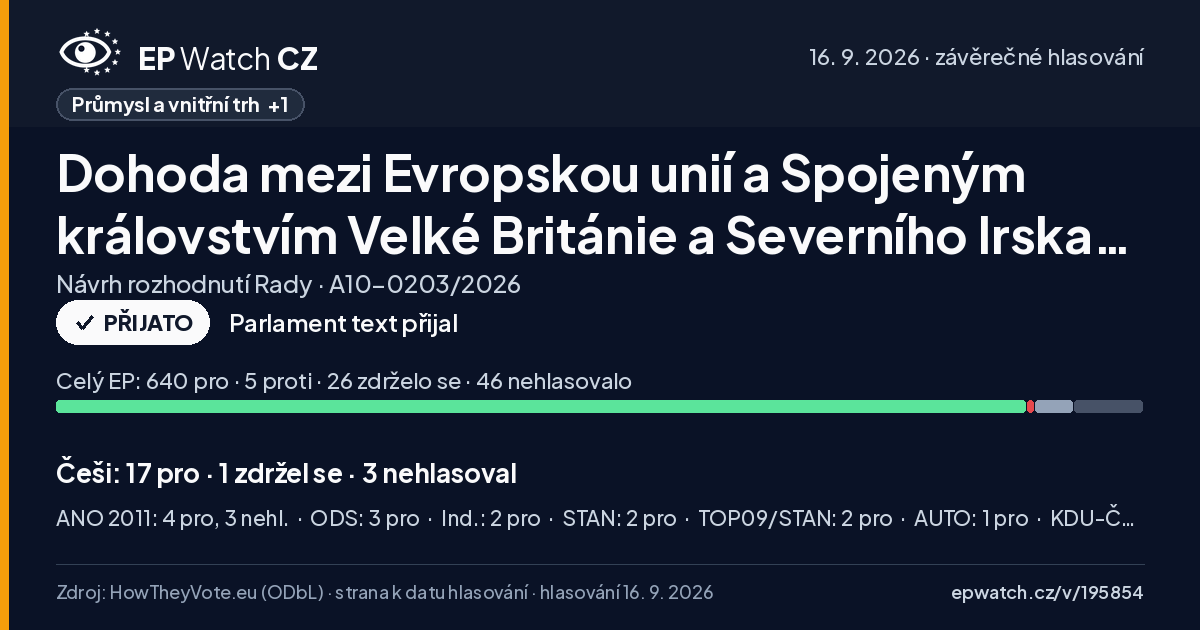 EP Watch CZ
16. 9. 2026 · závěrečné hlasování
Průmysl a vnitřní trh +1
Dohoda mezi Evropskou unií a Spojeným
královstvím Velké Británie a Severního Irska…
Návrh rozhodnutí Rady · A10-0203/2026
✓ PŘIJATO Parlament text přijal
Celý EP: 640 pro · 5 proti · 26 zdrželo se · 46 nehlasovalo
Češi: 17 pro · 1 zdržel se · 3 nehlasoval
ANO 2011: 4 pro, 3 nehl. · ODS: 3 pro · Ind.: 2 pro · STAN: 2 pro · TOP09/STAN: 2 pro · AUTO: 1 pro · KDU-Č…
Zdroj: HowTheyVote.eu (ODbL) · strana k datu hlasování · hlasování 16. 9. 2026
epwatch.cz/v/195854